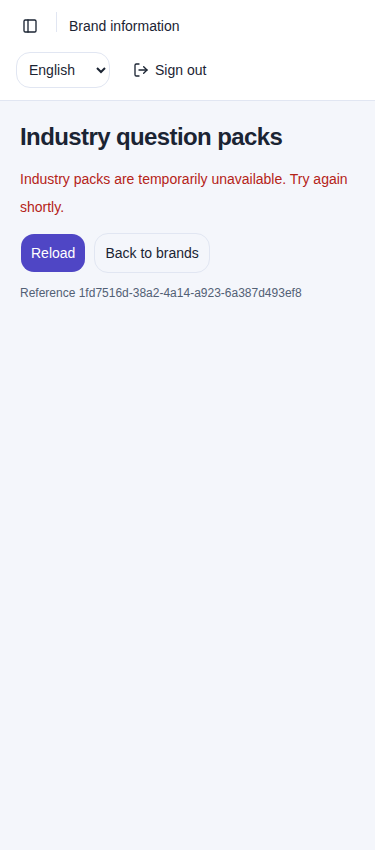 Brand information
English
Sign out
Industry question packs
Industry packs are temporarily unavailable. Try again
shortly.
Reload
Back to brands
Reference 1fd7516d-38a2-4a14-a923-6a387d493ef8